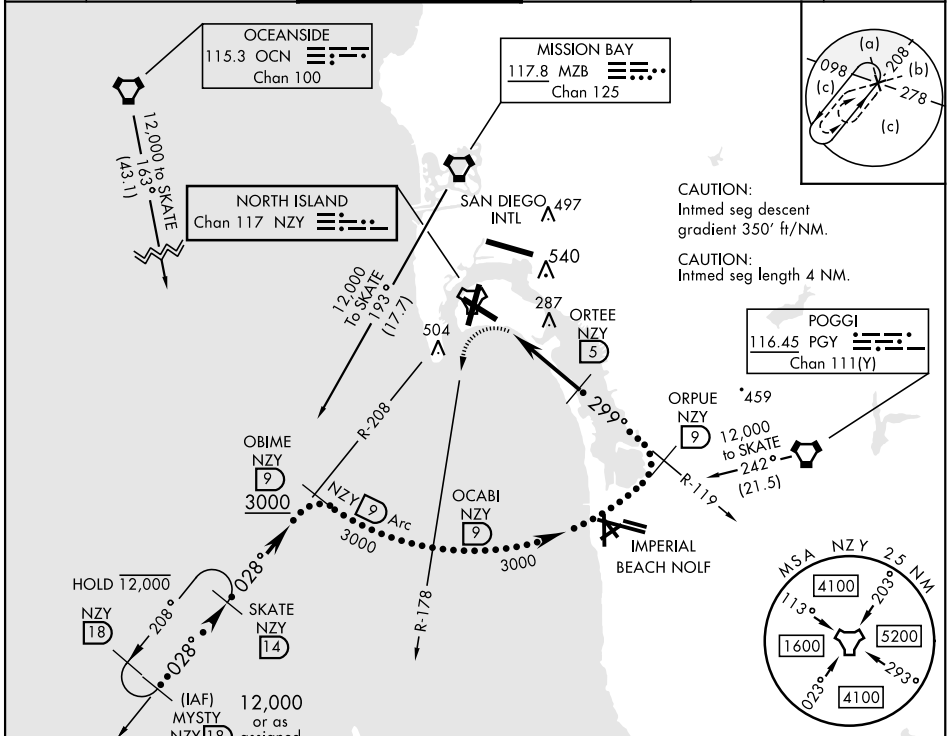 OCEANSIDE
115.3 OCN
Chan 100
MISSION BAY
117.8 MZB
Chan 125
(a)
208
098
(b)
(c)
278
(c)
12,000 to SKATE
163°
(43.1)
NORTH ISLAND
Chan 117 NZY
SAN DIEGO
INTL
497
540
287
504
CAUTION:
Intmed seg descent
gradient 350' ft/NM.
CAUTION:
Intmed seg length 4 NM.
12,000
To SKATE
193°
(17.7)
ORTEE
NZY
5
POGGI
116.45 PGY
Chan 111(Y)
299°
ORPUE
NZY
9
459
12,000
to SKATE
242°
(21.5)
R-119
R-208
OBIME
NZY
9
3000
NZY 9 Arc
3000
OCABI
NZY
9
3000
IMPERIAL
BEACH NOLF
R-178
HOLD 12,000
NZY
18
208°
028°
028°
SKATE
NZY
14
(IAF)
MYSTY
NZY 18
12,000
or as
assigned
MSA NZY 25 NM
4100
113°
203°
1600
5200
023°
293°
4100